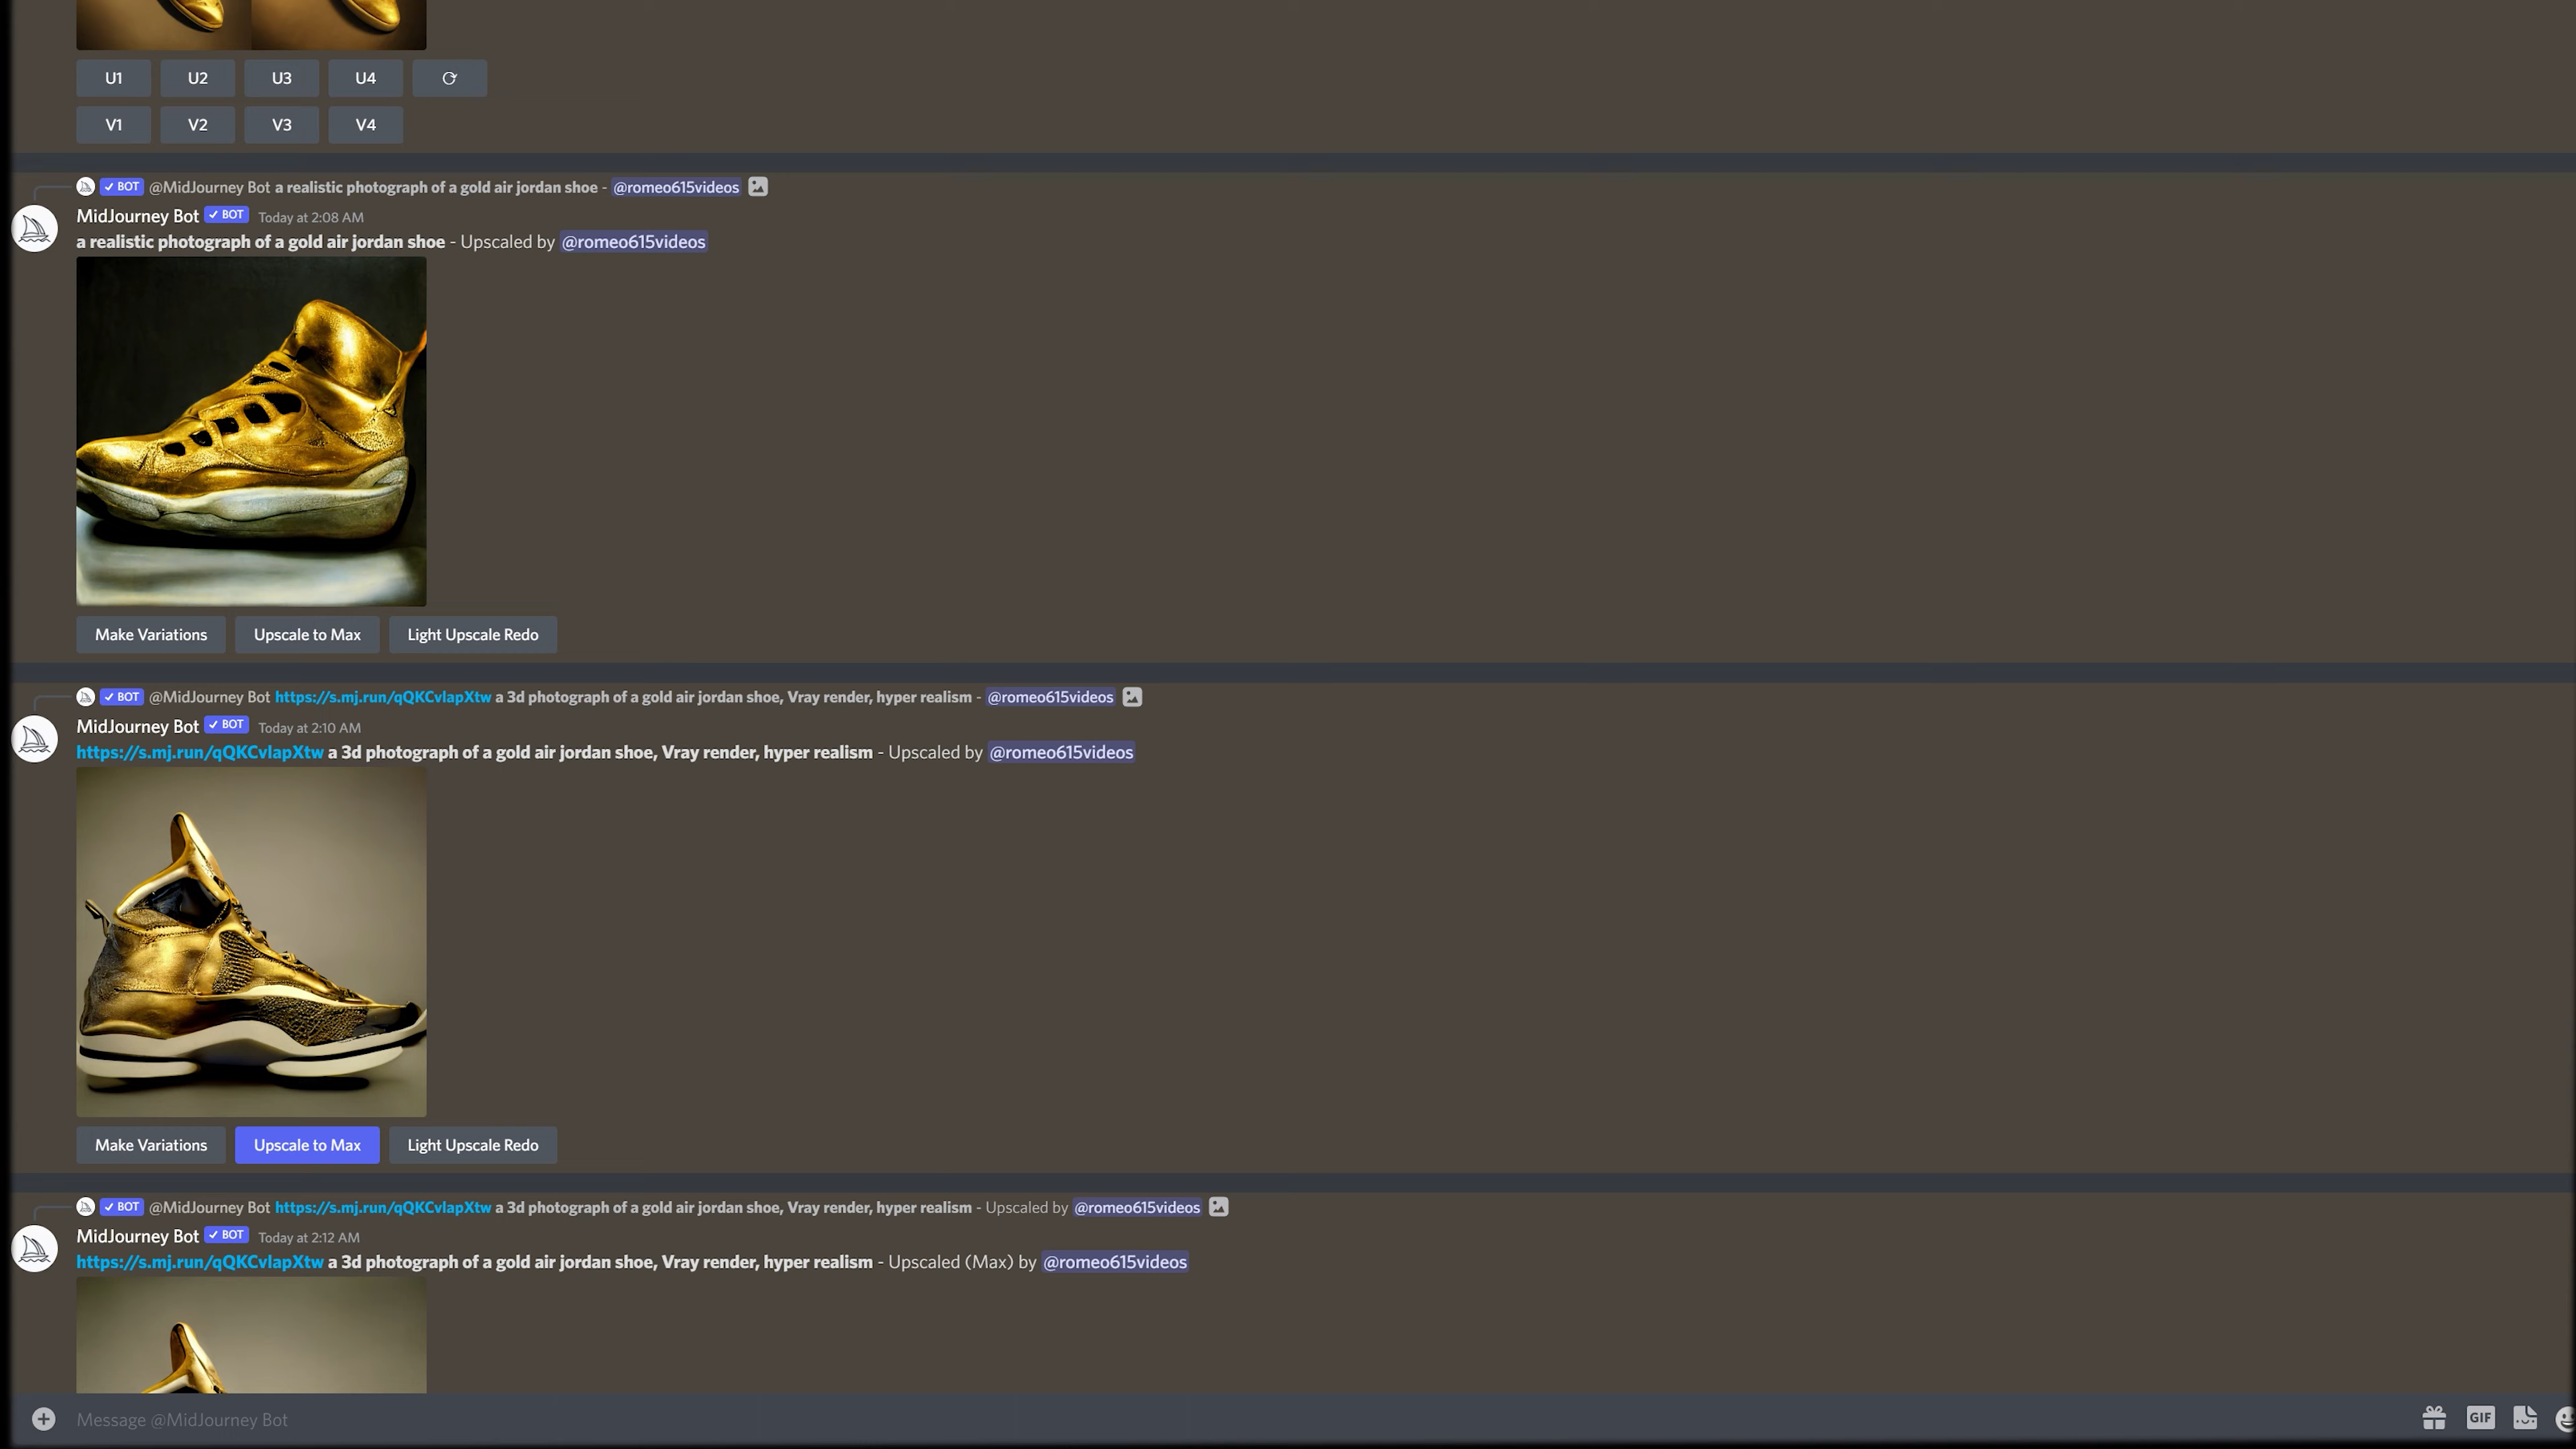 U1 U2 U3 U4
V1 V2 V3 V4
BOT @MidJourney Bot a realistic photograph of a gold air jordan shoe - @romeo615videos
MidJourney Bot BOT Today at 2:08 AM
a realistic photograph of a gold air jordan shoe - Upscaled by @romeo615videos
Make Variations Upscale to Max Light Upscale Redo
BOT @MidJourney Bot https://s.mj.run/qQKCvlapXtw a 3d photograph of a gold air jordan shoe, Vray render, hyper realism - @romeo615videos
MidJourney Bot BOT Today at 2:10 AM
https://s.mj.run/qQKCvlapXtw a 3d photograph of a gold air jordan shoe, Vray render, hyper realism - Upscaled by @romeo615videos
Make Variations Upscale to Max Light Upscale Redo
BOT @MidJourney Bot https://s.mj.run/qQKCvlapXtw a 3d photograph of a gold air jordan shoe, Vray render, hyper realism - Upscaled by @romeo615videos
MidJourney Bot BOT Today at 2:12 AM
https://s.mj.run/qQKCvlapXtw a 3d photograph of a gold air jordan shoe, Vray render, hyper realism - Upscaled (Max) by @romeo615videos
Message @MidJourney Bot GIF